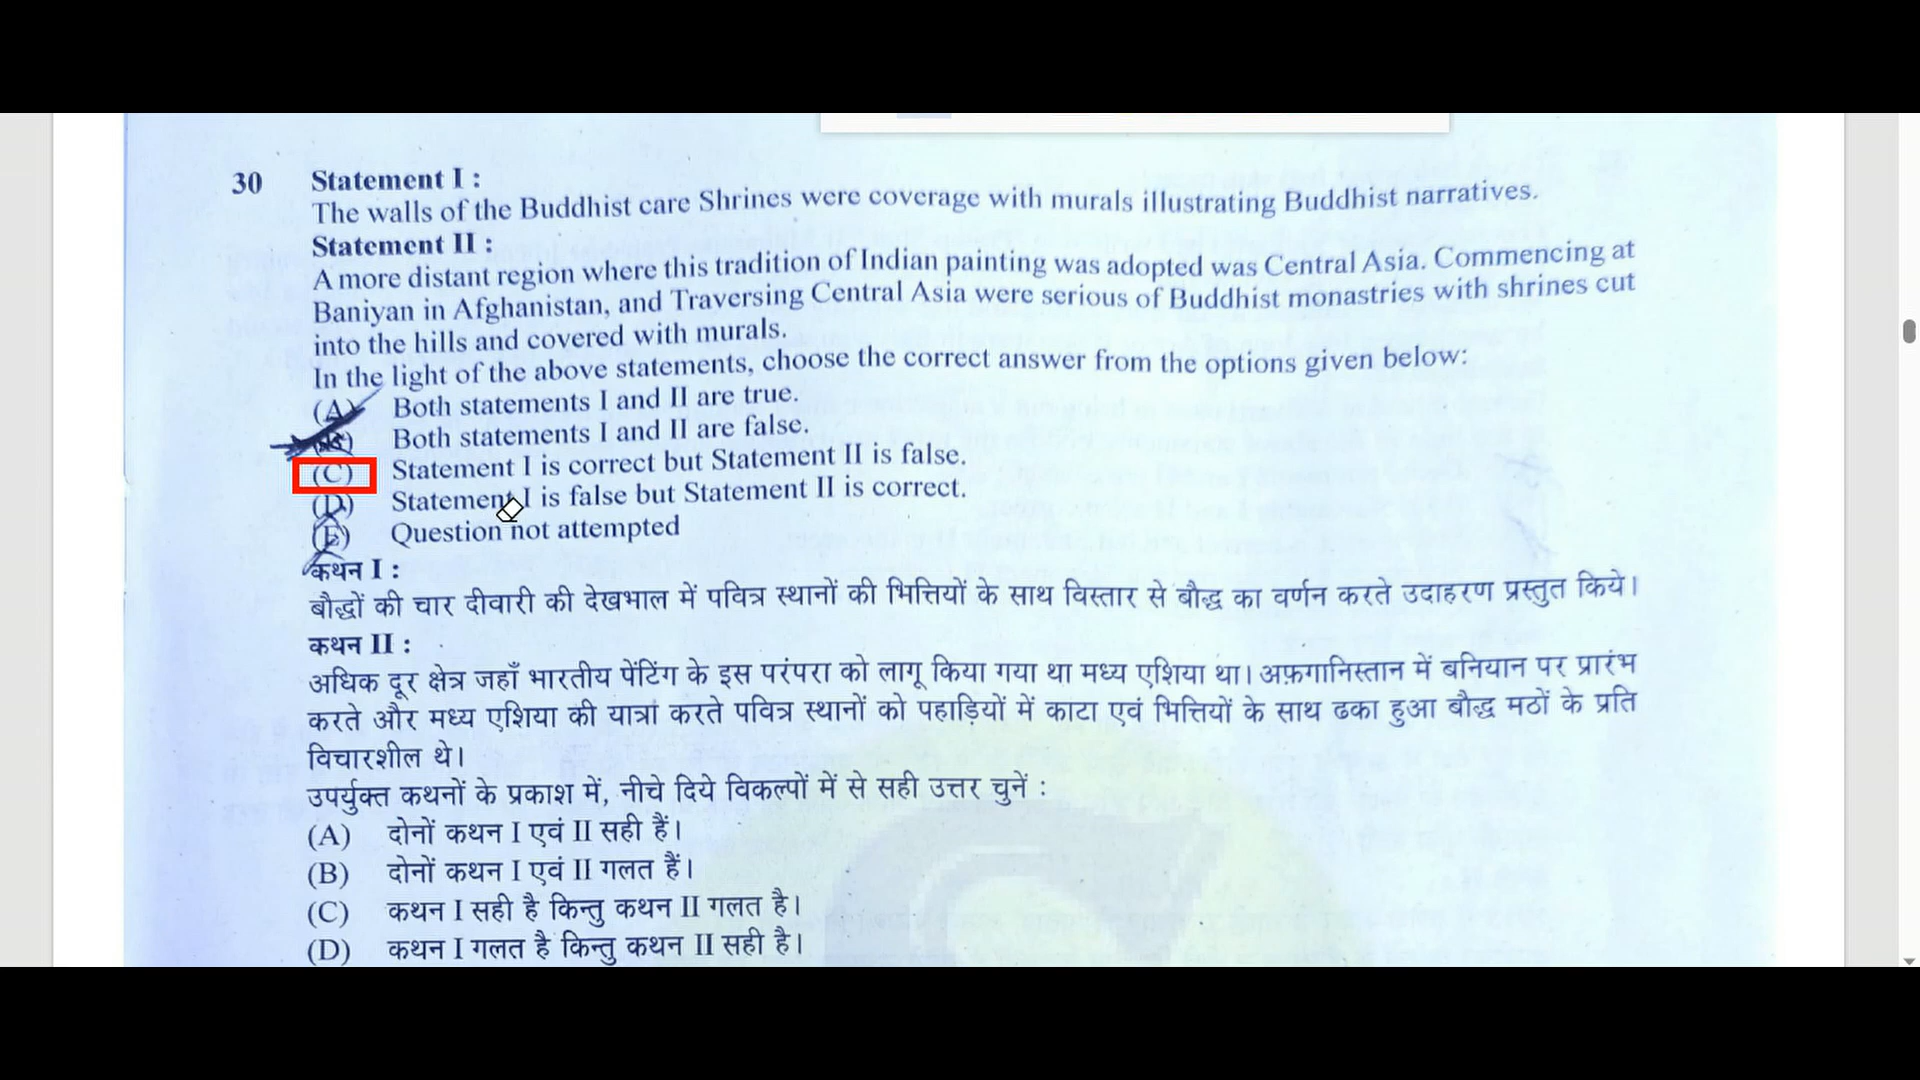 30 Statement I :
The walls of the Buddhist care Shrines were coverage with murals illustrating Buddhist narratives.
Statement II :
A more distant region where this tradition of Indian painting was adopted was Central Asia. Commencing at
Baniyan in Afghanistan, and Traversing Central Asia were serious of Buddhist monastries with shrines cut
into the hills and covered with murals.
In the light of the above statements, choose the correct answer from the options given below:
(A) Both statements I and II are true.
(B) Both statements I and II are false.
(C) Statement I is correct but Statement II is false.
(D) Statement I is false but Statement II is correct.
(E) Question not attempted
कथन I :
बौद्धों की चार दीवारी की देखभाल में पवित्र स्थानों की भित्तियों के साथ विस्तार से बौद्ध का वर्णन करते उदाहरण प्रस्तुत किये।
कथन II :
अधिक दूर क्षेत्र जहाँ भारतीय पेंटिंग के इस परंपरा को लागू किया गया था मध्य एशिया था। अफ़गानिस्तान में बनियान पर प्रारंभ
करते और मध्य एशिया की यात्रा करते पवित्र स्थानों को पहाड़ियों में काटा एवं भित्तियों के साथ ढका हुआ बौद्ध मठों के प्रति
विचारशील थे।
उपर्युक्त कथनों के प्रकाश में, नीचे दिये विकल्पों में से सही उत्तर चुनें :
(A) दोनों कथन I एवं II सही हैं।
(B) दोनों कथन I एवं II गलत हैं।
(C) कथन I सही है किन्तु कथन II गलत है।
(D) कथन I गलत है किन्तु कथन II सही है।